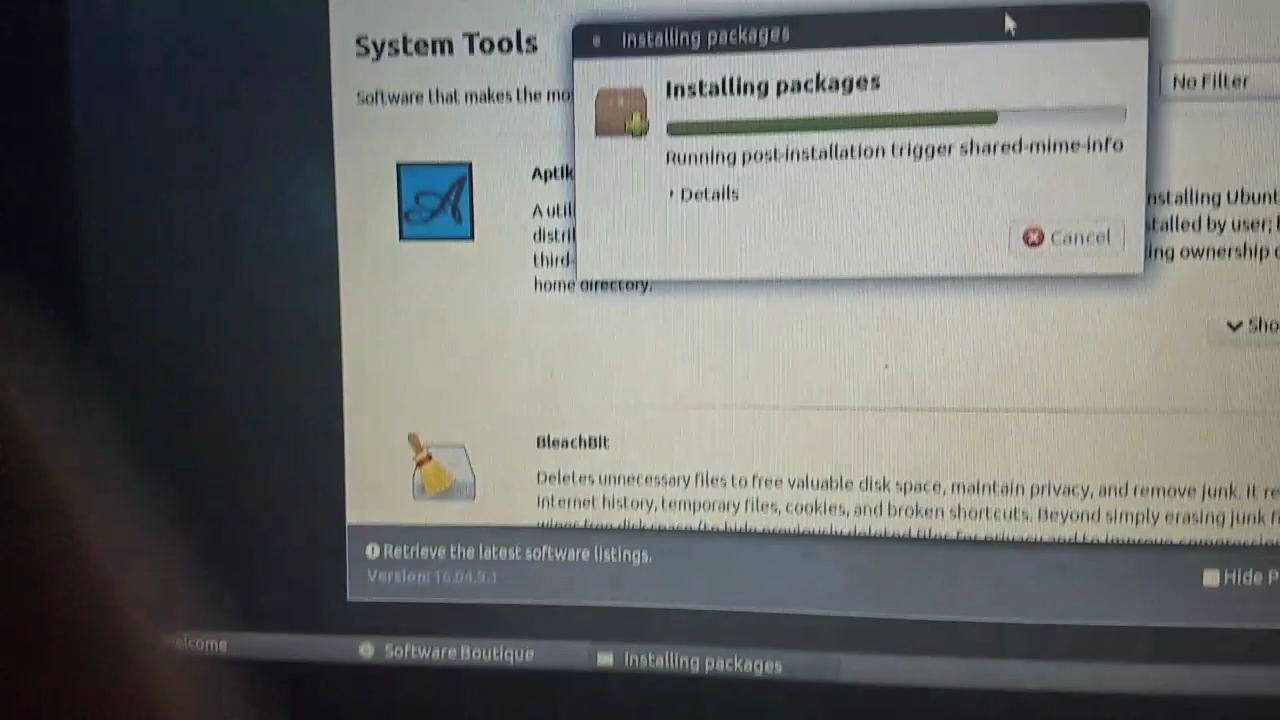 Installing packages
System Tools
Installing packages
No Filter
Software that makes the mo
Running post-installation trigger shared-mime-info
Details
Cancel
Aptik
A utili
distri
third-
home directory.
nstalling Ubunt
stalled by user;
ing ownership
Sho
BleachBit
Deletes unnecessary files to free valuable disk space, maintain privacy, and remove junk. It re
Internet history, temporary files, cookies, and broken shortcuts. Beyond simply erasing junk f
Retrieve the latest software listings.
Version: 16.04.9.1
Hide P
elcome
Software Boutique
Installing packages